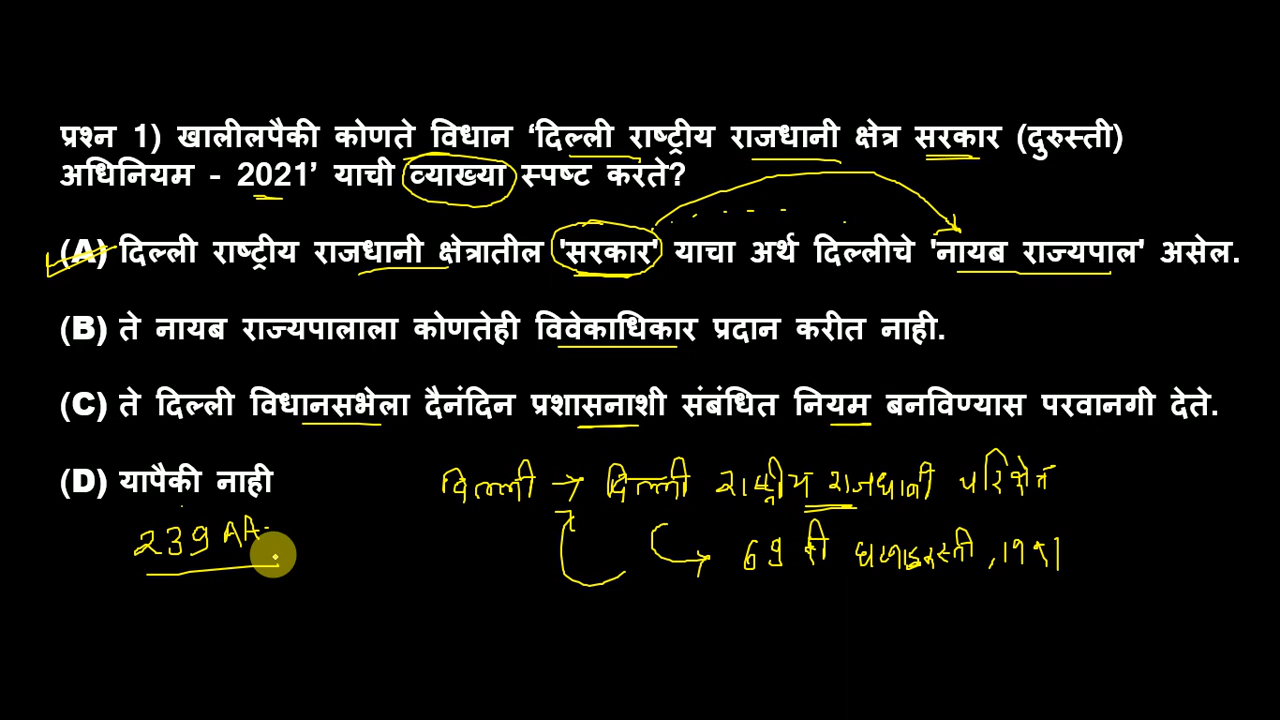 प्रश्न 1) खालीलपैकी कोणते विधान ‘दिल्ली राष्ट्रीय राजधानी क्षेत्र सरकार (दुरुस्ती)
अधिनियम - 2021’ याची व्याख्या स्पष्ट करते?
(A) दिल्ली राष्ट्रीय राजधानी क्षेत्रातील 'सरकार' याचा अर्थ दिल्लीचे 'नायब राज्यपाल' असेल.
(B) ते नायब राज्यपालाला कोणतेही विवेकाधिकार प्रदान करीत नाही.
(C) ते दिल्ली विधानसभेला दैनंदिन प्रशासनाशी संबंधित नियम बनविण्यास परवानगी देते.
(D) यापैकी नाही
दिल्ली → दिल्ली राष्ट्रीय राजधानी परिक्षेत्र
239 AA
69 वी घटनादुरुस्ती, १९९१